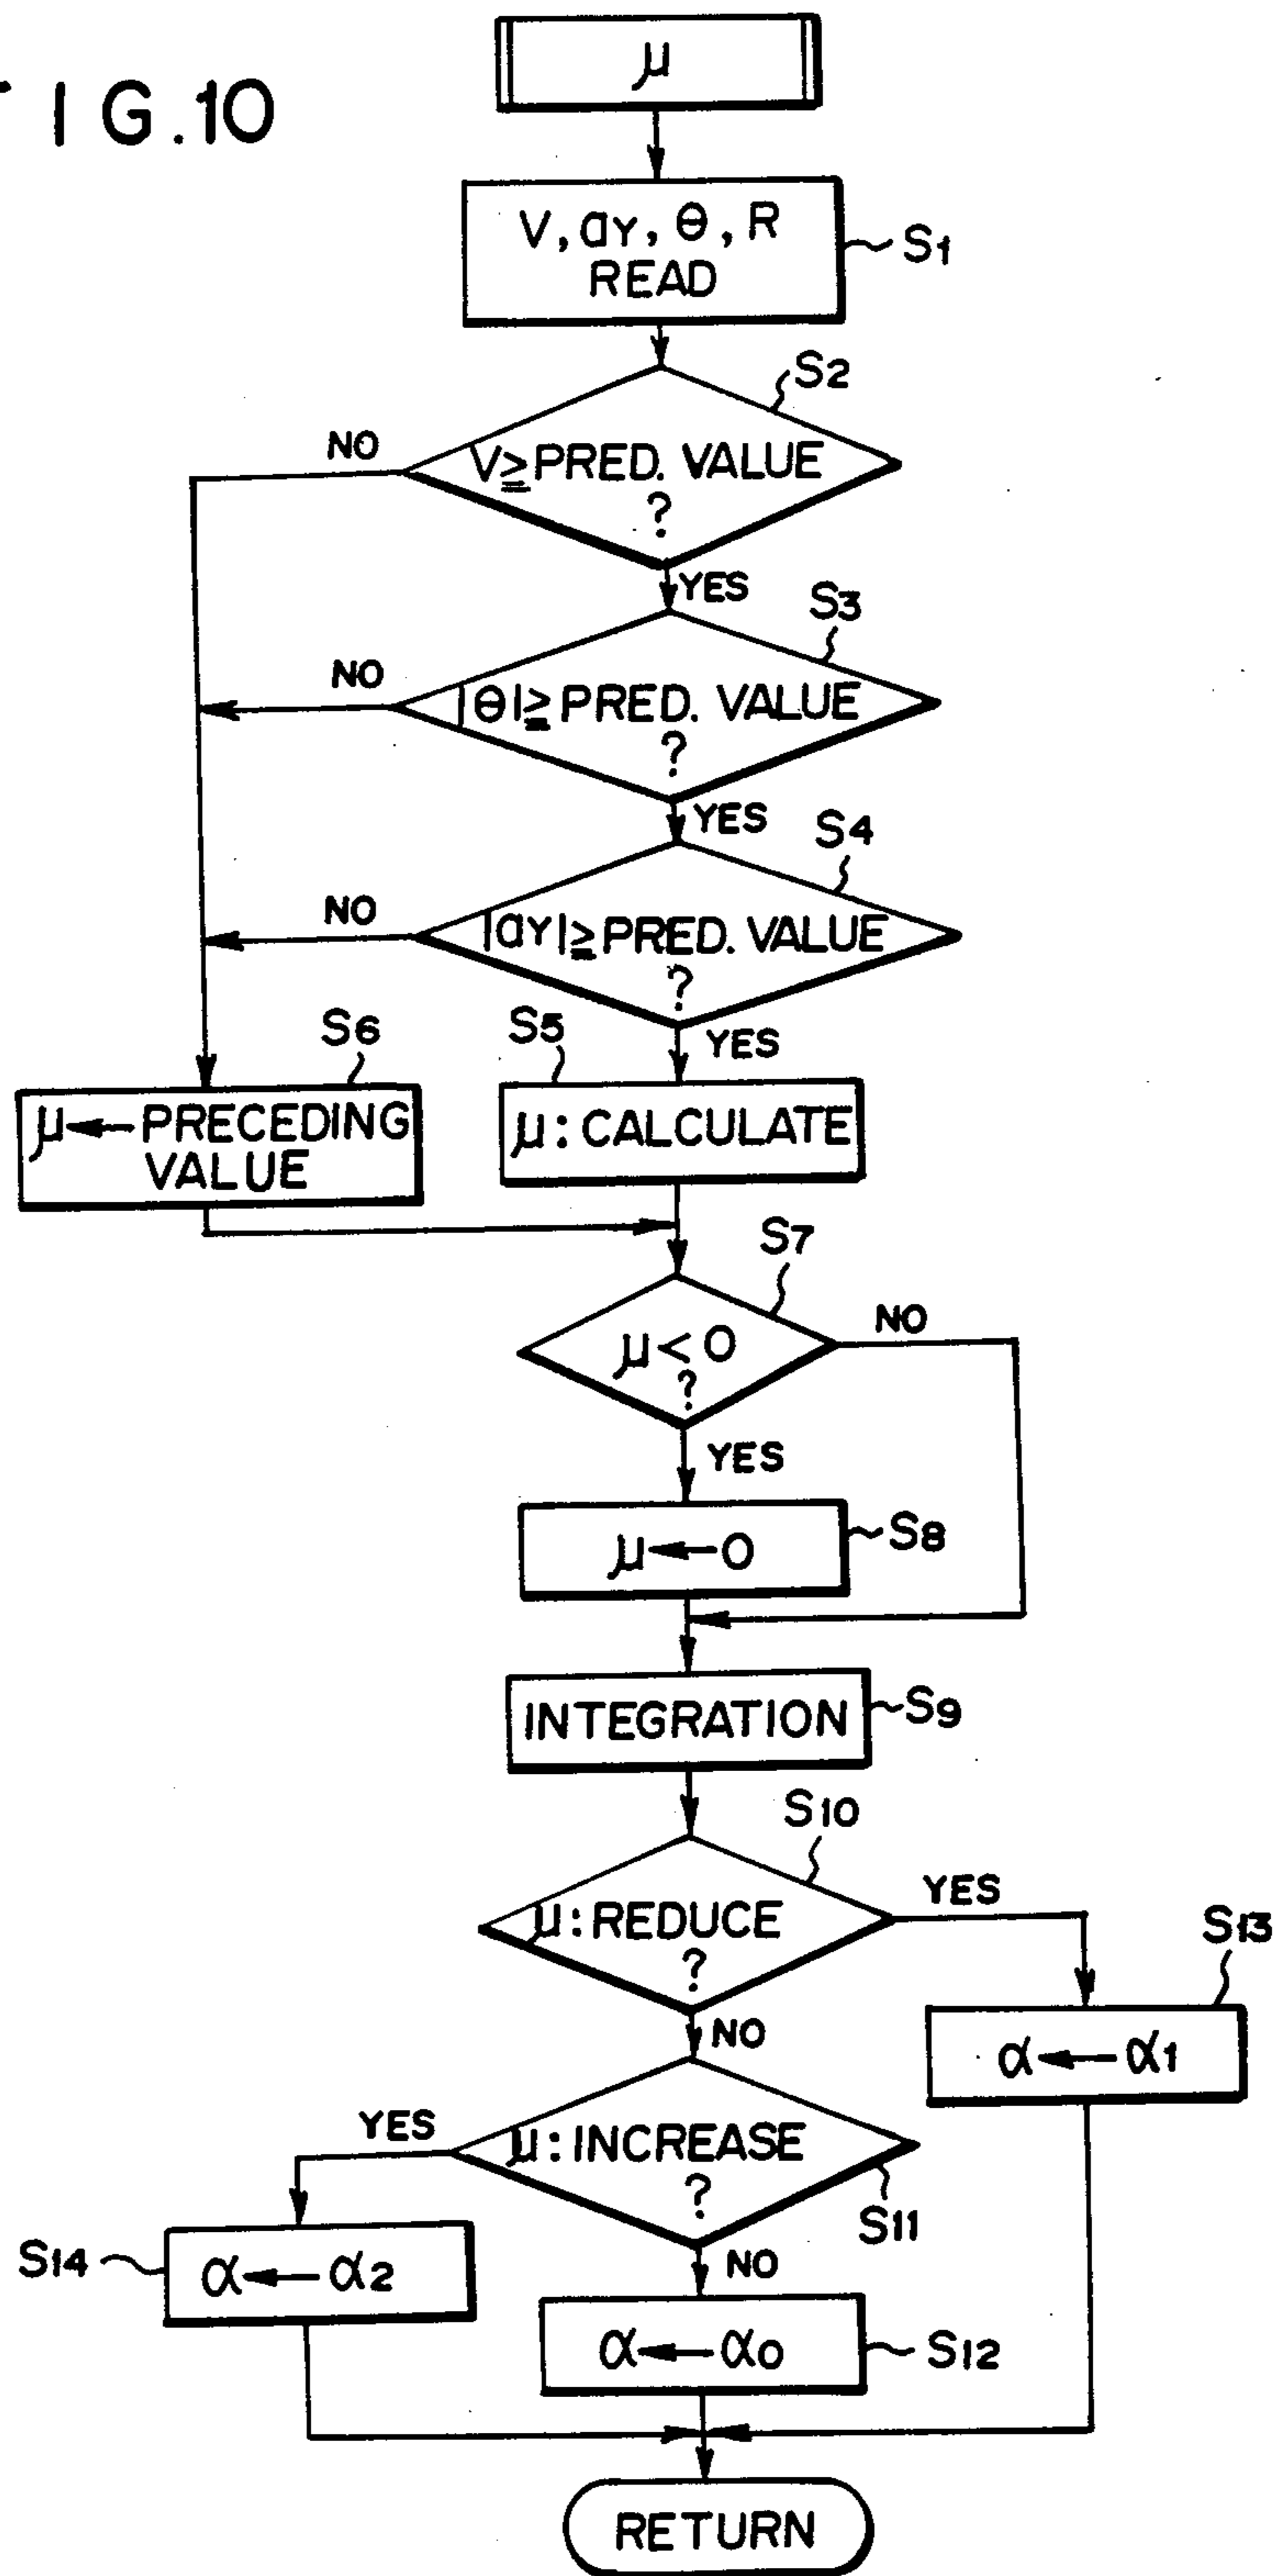 FIG.10
μ
V, aY, θ, R
READ
S1
S2
NO
V≧PRED. VALUE
?
YES
S3
NO
|θ|≧PRED. VALUE
?
YES
S4
NO
|aY|≧PRED. VALUE
?
YES
S6
S5
μ←PRECEDING
VALUE
μ: CALCULATE
S7
NO
μ<0
?
YES
S8
μ←0
INTEGRATION
S9
S10
YES
μ: REDUCE
?
S13
NO
α←α1
YES
μ: INCREASE
?
S11
S14
α←α2
NO
α←α0
S12
RETURN